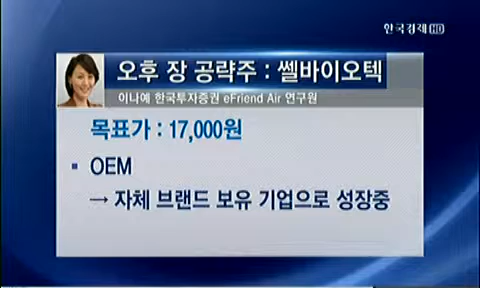 한국경제 HD
오후 장 공략주 : 쎌바이오텍
이나예 한국투자증권 eFriend Air 연구원
목표가 : 17,000원
▪ OEM
→ 자체 브랜드 보유 기업으로 성장중